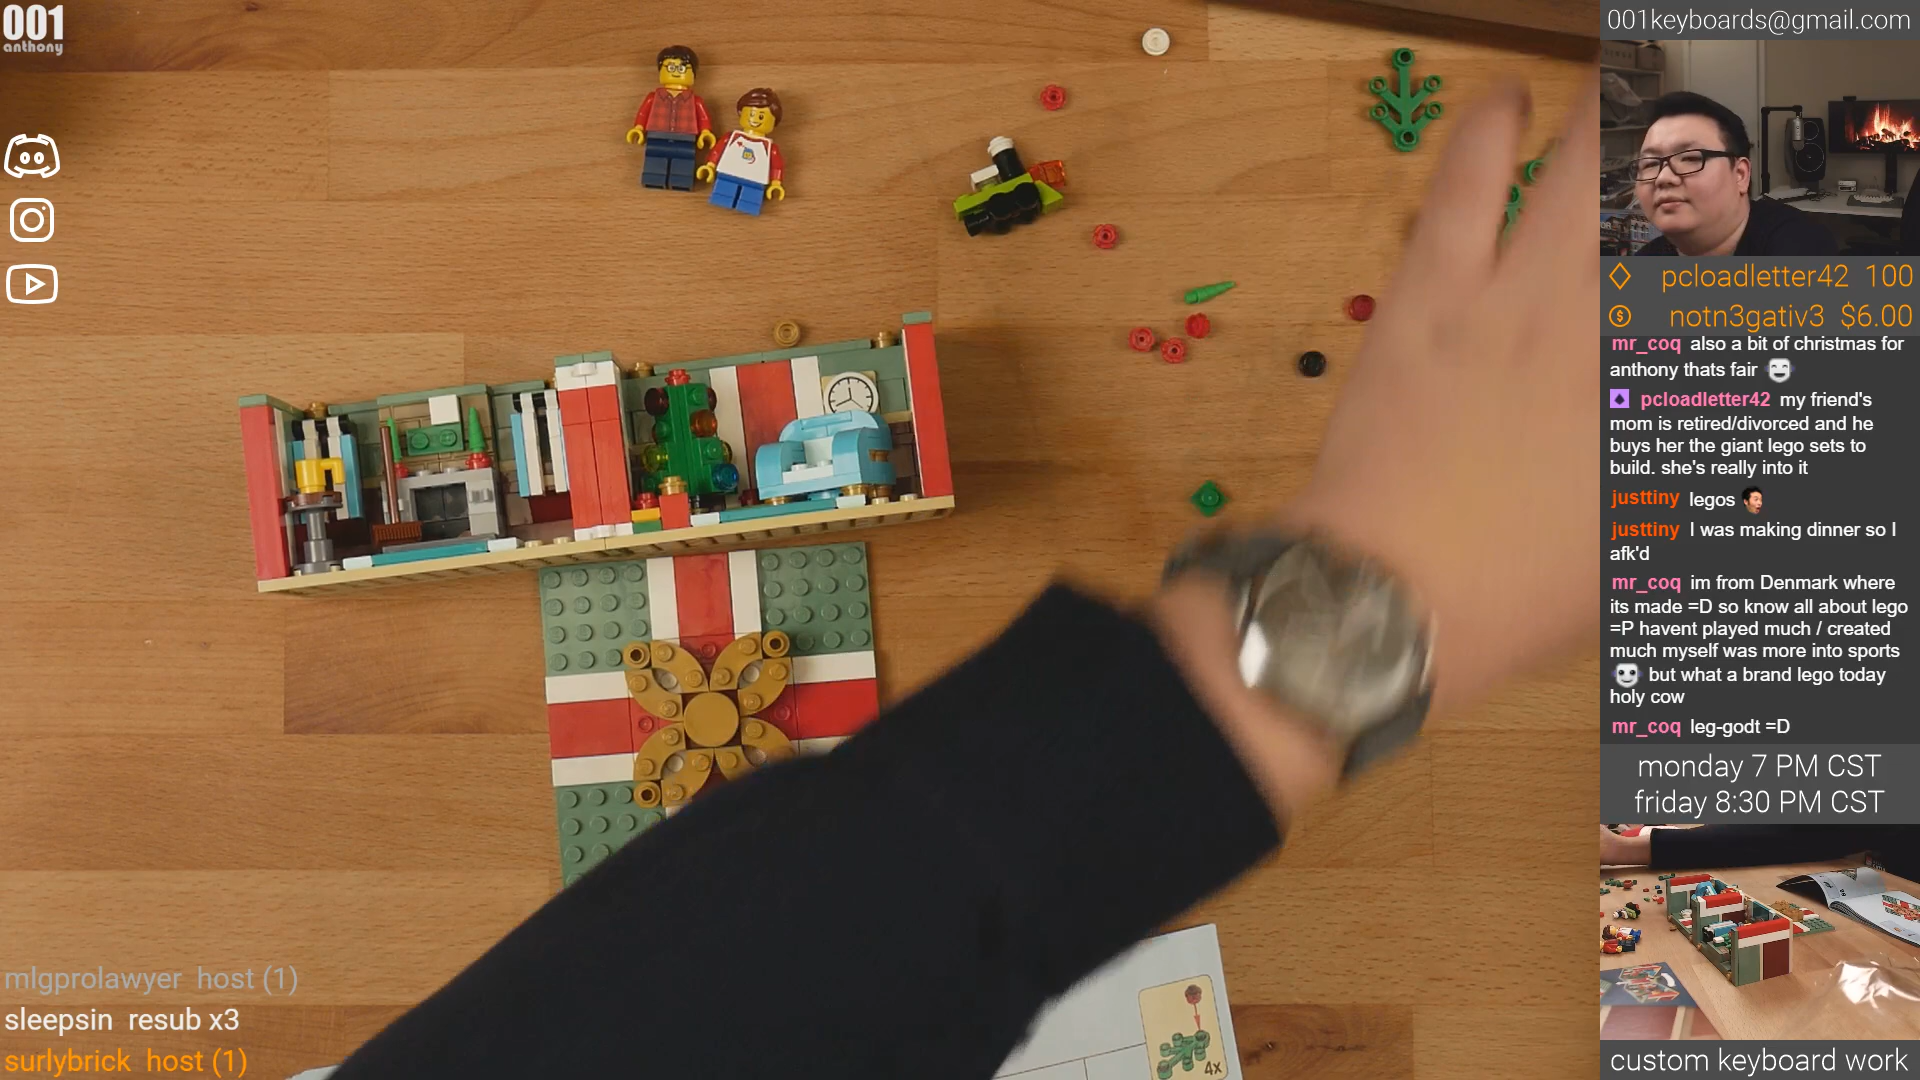 001
anthony
001keyboards@gmail.com
pcloadletter42 100
notn3gativ3 $6.00
mr_coq also a bit of christmas for
anthony thats fair
pcloadletter42 my friend's
mom is retired/divorced and he
buys her the giant lego sets to
build. she's really into it
justtiny legos
justtiny I was making dinner so I
afk'd
mr_coq im from Denmark where
its made =D so know all about lego
=P havent played much / created
much myself was more into sports
but what a brand lego today
holy cow
mr_coq leg-godt =D
monday 7 PM CST
friday 8:30 PM CST
custom keyboard work
mlgprolawyer host (1)
sleepsin resub x3
surlybrick host (1)
4x